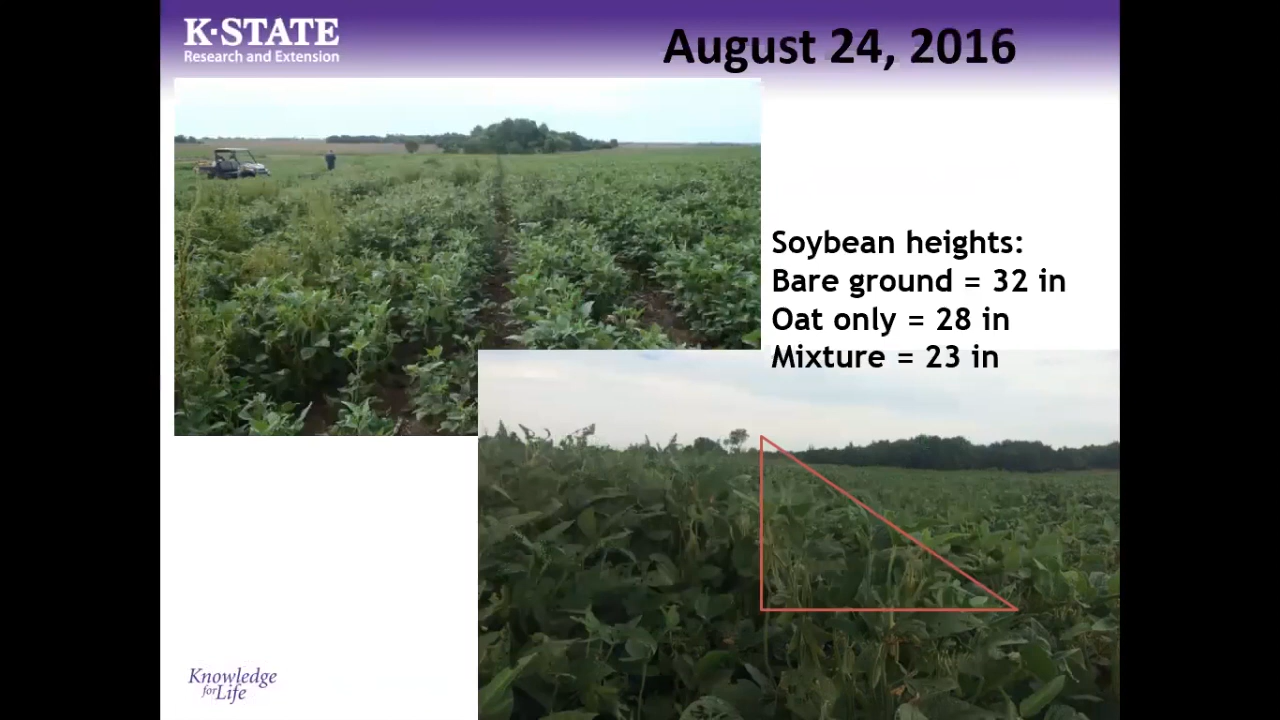 K·STATE
Research and Extension
August 24, 2016
Soybean heights:
Bare ground = 32 in
Oat only = 28 in
Mixture = 23 in
Knowledge
for Life